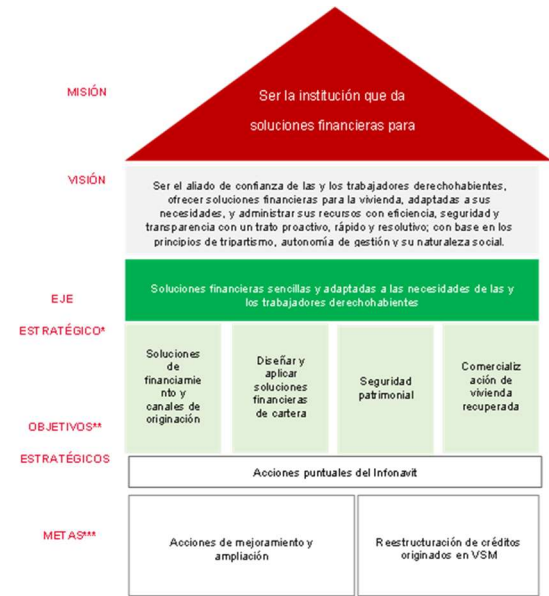 MISIÓN
Ser la institución que da
soluciones financieras para
VISIÓN
Ser el aliado de confianza de las y los trabajadores derechohabientes,
ofrecer soluciones financieras para la vivienda, adaptadas a sus
necesidades, y administrar sus recursos con eficiencia, seguridad y
transparencia con un trato proactivo, rápido y resolutivo; con base en los
principios de tripartismo, autonomía de gestión y su naturaleza social.
EJE
ESTRATÉGICO*
Soluciones financieras sencillas y adaptadas a las necesidades de las y
los trabajadores derechohabientes
OBJETIVOS**
ESTRATÉGICOS
Soluciones
de
financiamie
nto y
canales de
originación
Diseñar y
aplicar
soluciones
financieras
de cartera
Seguridad
patrimonial
Comercializ
ación de
vivienda
recuperada
Acciones puntuales del Infonavit
METAS***
Acciones de mejoramiento y
ampliación
Reestructuración de créditos
originados en VSM